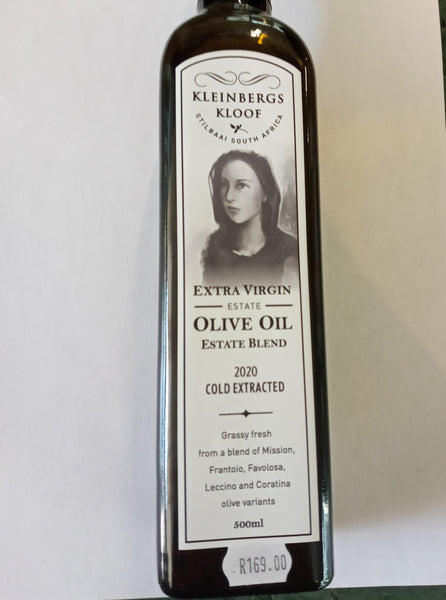 KLEINBERGS
KLOOF
STILBAAI SOUTH AFRICA
EXTRA VIRGIN
ESTATE
OLIVE OIL
ESTATE BLEND
2020
COLD EXTRACTED
Grassy fresh
from a blend of Mission,
Frantoio, Favolosa,
Leccino and Coratina
olive variants
500ml
R169.00